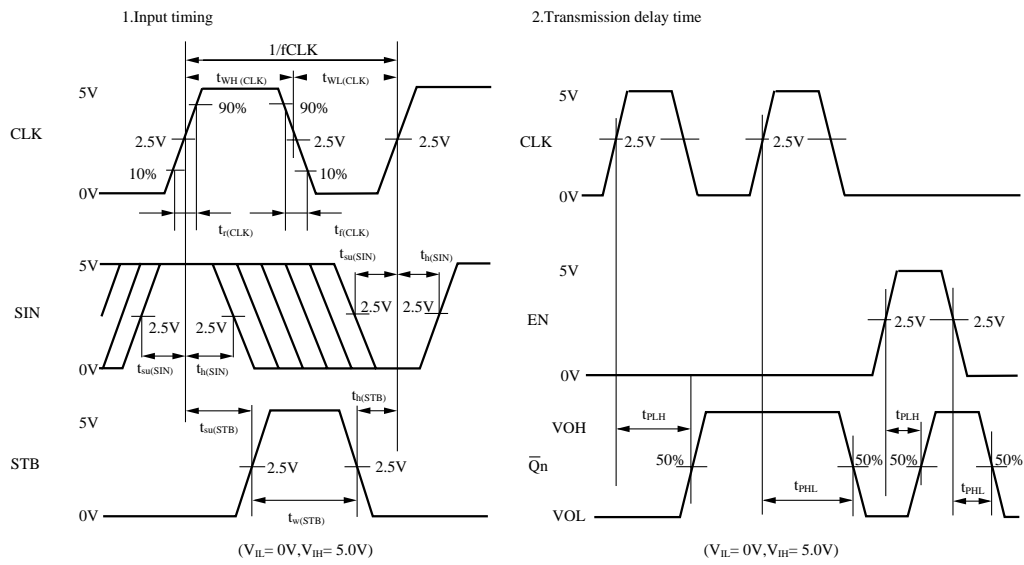 1.Input timing
1/fCLK
tWH (CLK) tWL(CLK)
5V
90% 90%
CLK
2.5V 2.5V 2.5V
10% 10%
0V
tr(CLK) tf(CLK)
tsu(SIN) th(SIN)
5V
SIN
2.5V 2.5V 2.5V 2.5V
tsu(SIN) th(SIN)
0V
th(STB)
5V
tsu(STB)
STB
2.5V 2.5V
0V
tw(STB)
(VIL= 0V,VIH= 5.0V)
2.Transmission delay time
5V
CLK
2.5V 2.5V
0V
5V
EN
2.5V 2.5V
0V
tPLH tPLH
VOH
Q̅n
50% 50% 50% 50%
tPHL tPHL
VOL
(VIL= 0V,VIH= 5.0V)